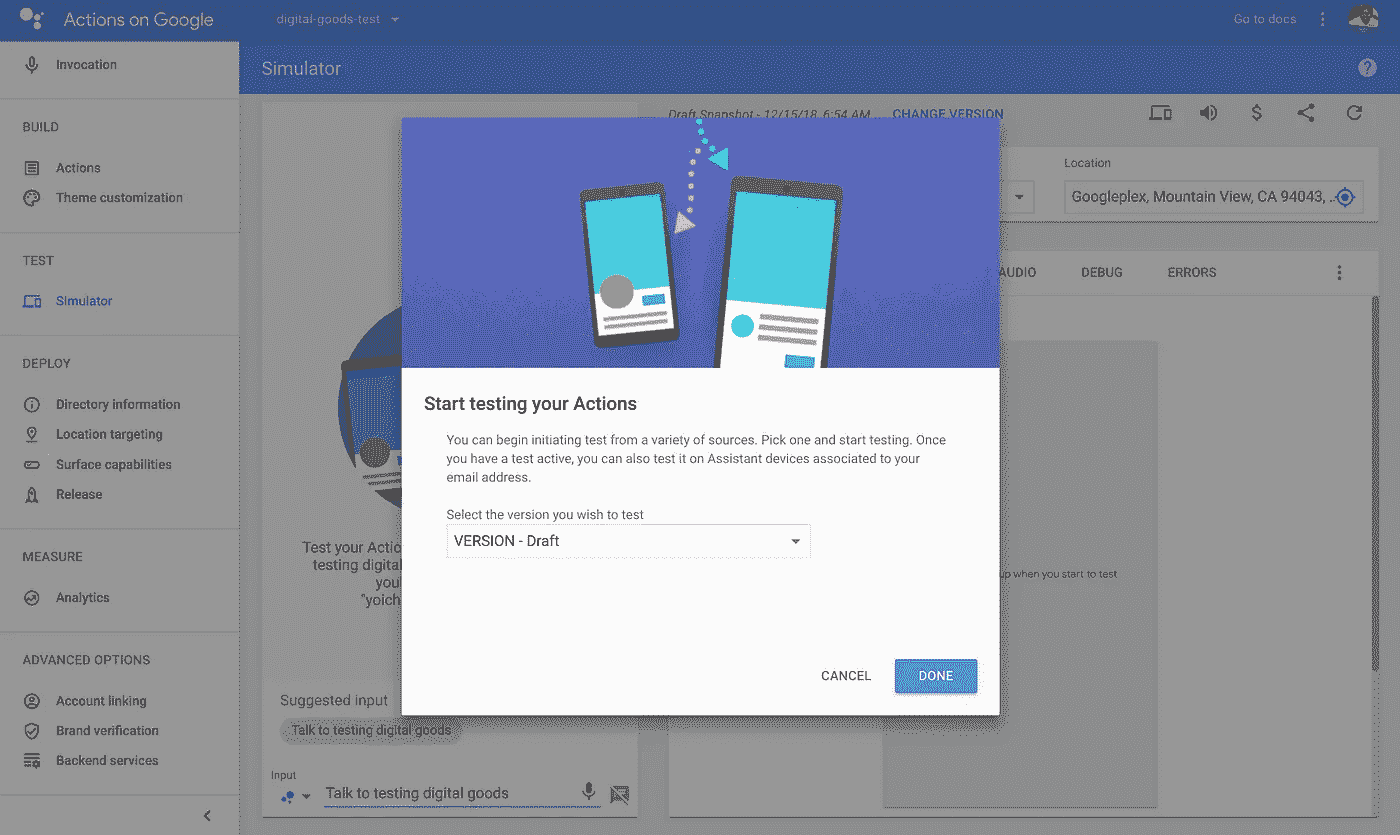 Actions on Google
digital-goods-test
Go to docs
Invocation
Simulator
BUILD
Actions
Theme customization
TEST
Simulator
DEPLOY
Directory information
Location targeting
Surface capabilities
Release
MEASURE
Analytics
ADVANCED OPTIONS
Account linking
Brand verification
Backend services
Draft Snapshot - 12/15/18, 6:54 AM ...
CHANGE VERSION
Location
Googleplex, Mountain View, CA 94043, ...
AUDIO
DEBUG
ERRORS
Start testing your Actions
You can begin initiating test from a variety of sources. Pick one and start testing. Once
you have a test active, you can also test it on Assistant devices associated to your
email address.
Select the version you wish to test
VERSION - Draft
CANCEL
DONE
Test your Actio
testing digita
you
"yoich
up when you start to test
Suggested input
Talk to testing digital goods
Input
Talk to testing digital goods